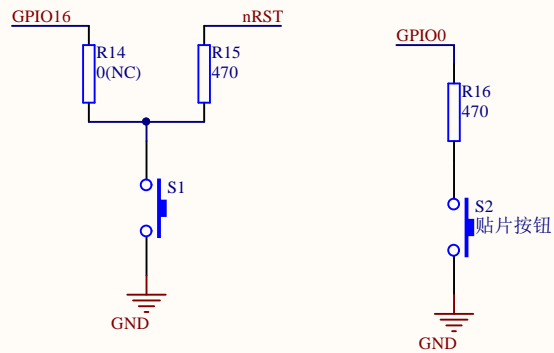 GPIO16
nRST
R14
0(NC)
R15
470
S1
GND
GPIO0
R16
470
S2
贴片按钮
GND